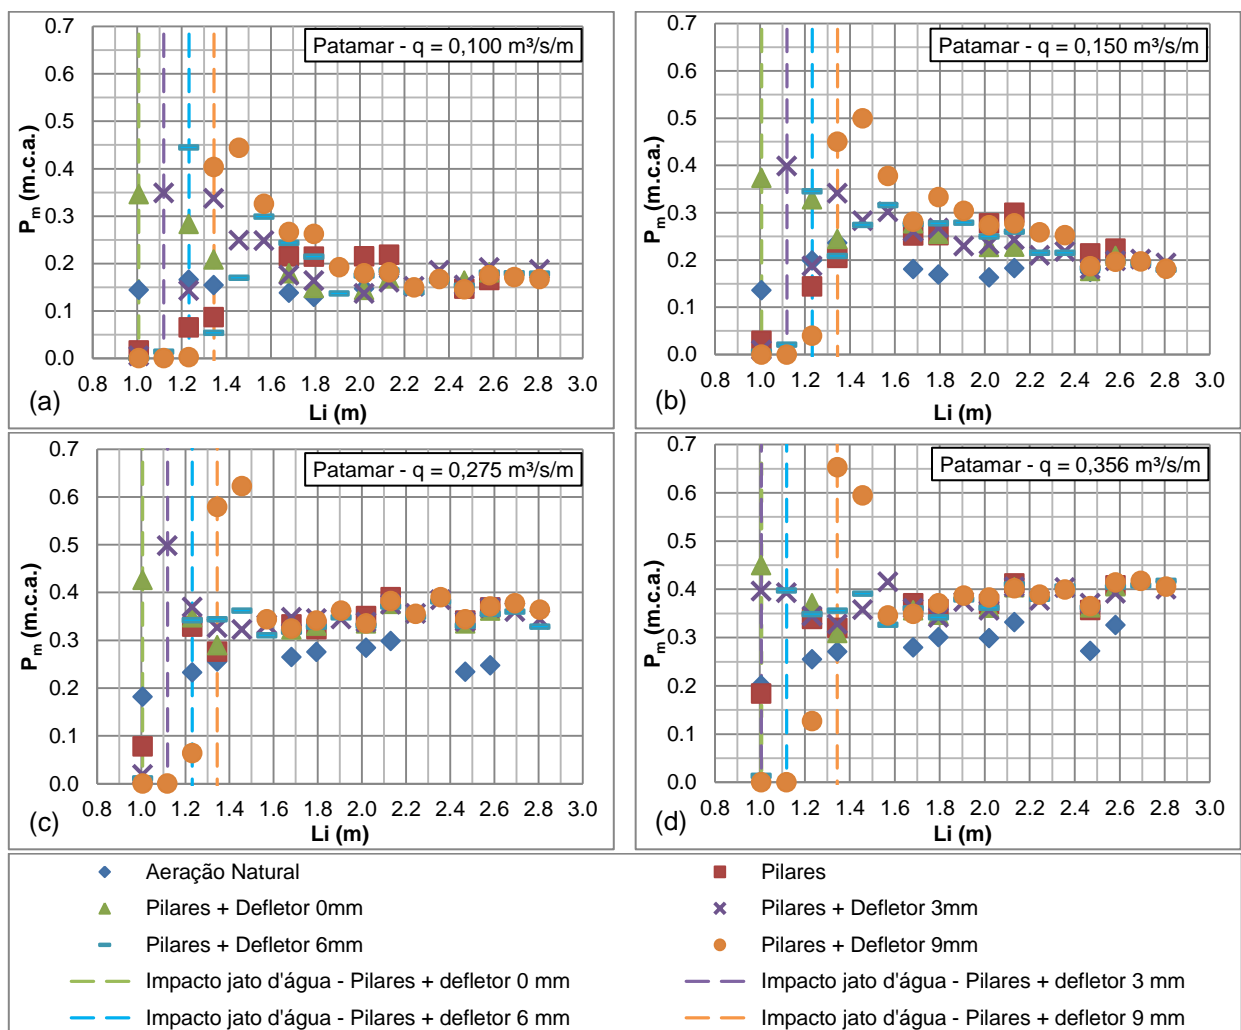 Patamar - q = 0,100 m³/s/m
P_m (m.c.a.)
0.7
0.6
0.5
0.4
0.3
0.2
0.1
0.0
0.8 1.0 1.2 1.4 1.6 1.8 2.0 2.2 2.4 2.6 2.8 3.0
(a)
Li (m)
Patamar - q = 0,150 m³/s/m
P_m (m.c.a.)
0.7
0.6
0.5
0.4
0.3
0.2
0.1
0.0
0.8 1.0 1.2 1.4 1.6 1.8 2.0 2.2 2.4 2.6 2.8 3.0
(b)
Li (m)
Patamar - q = 0,275 m³/s/m
P_m (m.c.a.)
0.7
0.6
0.5
0.4
0.3
0.2
0.1
0.0
0.8 1.0 1.2 1.4 1.6 1.8 2.0 2.2 2.4 2.6 2.8 3.0
(c)
Li (m)
Patamar - q = 0,356 m³/s/m
P_m (m.c.a.)
0.7
0.6
0.5
0.4
0.3
0.2
0.1
0.0
0.8 1.0 1.2 1.4 1.6 1.8 2.0 2.2 2.4 2.6 2.8 3.0
(d)
Li (m)
Aeração Natural
Pilares
Pilares + Defletor 0mm
Pilares + Defletor 3mm
Pilares + Defletor 6mm
Pilares + Defletor 9mm
Impacto jato d'água - Pilares + defletor 0 mm
Impacto jato d'água - Pilares + defletor 3 mm
Impacto jato d'água - Pilares + defletor 6 mm
Impacto jato d'água - Pilares + defletor 9 mm